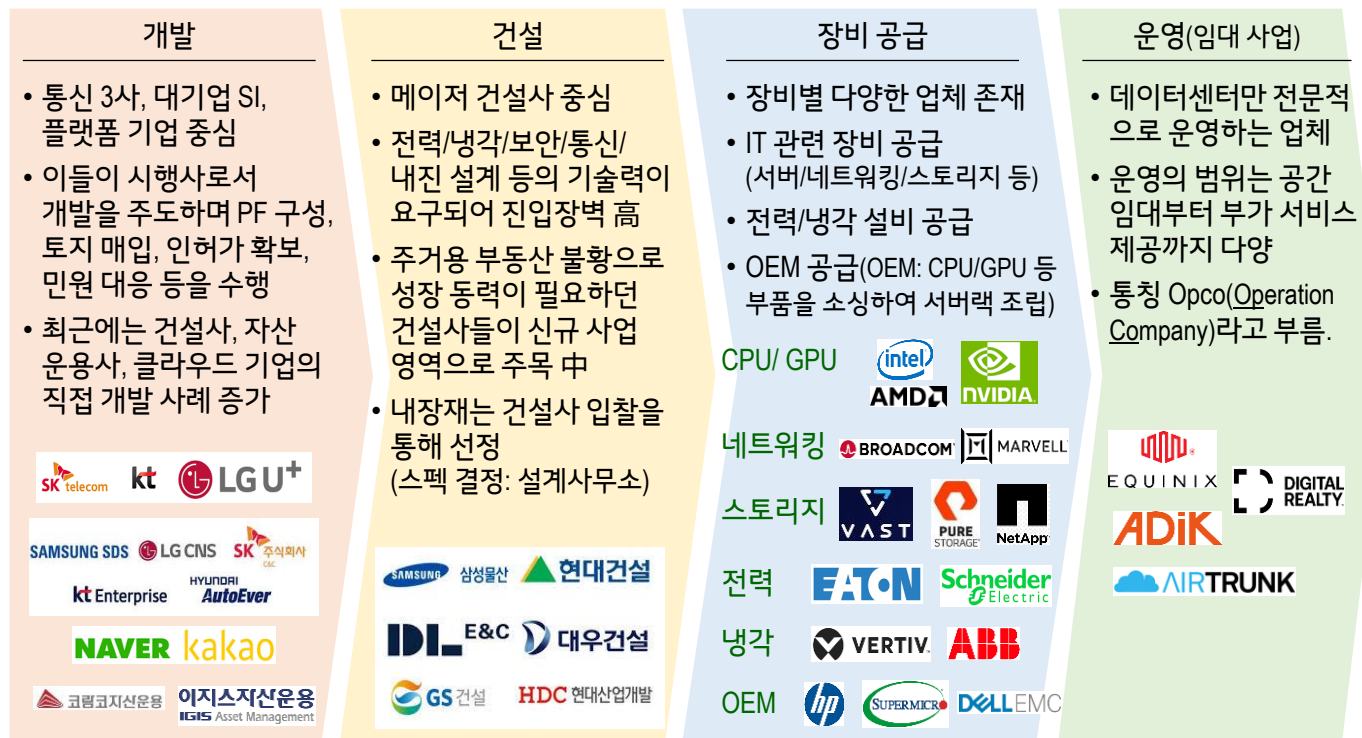 개발
• 통신 3사, 대기업 SI,
플랫폼 기업 중심
• 이들이 시행사로서
개발을 주도하며 PF 구성,
토지 매입, 인허가 확보,
민원 대응 등을 수행
• 최근에는 건설사, 자산
운용사, 클라우드 기업의
직접 개발 사례 증가
SK telecom kt LG U+
SAMSUNG SDS LG CNS SK 주식회사 C&C
kt Enterprise HYUNDAI AutoEver
NAVER kakao
코람코자산운용 이지스자산운용
IGIS Asset Management
건설
• 메이저 건설사 중심
• 전력/냉각/보안/통신/
내진 설계 등의 기술력이
요구되어 진입장벽 高
• 주거용 부동산 불황으로
성장 동력이 필요하던
건설사들이 신규 사업
영역으로 주목 中
• 내장재는 건설사 입찰을
통해 선정
(스펙 결정: 설계사무소)
SAMSUNG 삼성물산 현대건설
DL E&C 대우건설
GS건설 HDC 현대산업개발
장비 공급
• 장비별 다양한 업체 존재
• IT 관련 장비 공급
(서버/네트워킹/스토리지 등)
• 전력/냉각 설비 공급
• OEM 공급(OEM: CPU/GPU 등
부품을 소싱하여 서버랙 조립)
CPU/ GPU intel NVIDIA
AMD
네트워킹 BROADCOM MARVELL
스토리지 VAST PURE STORAGE NetApp
전력 EATON Schneider Electric
냉각 VERTIV. ABB
OEM hp SUPERMICRO DELL EMC
운영(임대 사업)
• 데이터센터만 전문적
으로 운영하는 업체
• 운영의 범위는 공간
임대부터 부가 서비스
제공까지 다양
• 통칭 Opco(Operation
Company)라고 부름.
EQUINIX DIGITAL REALTY.
ADiK
AIRTRUNK